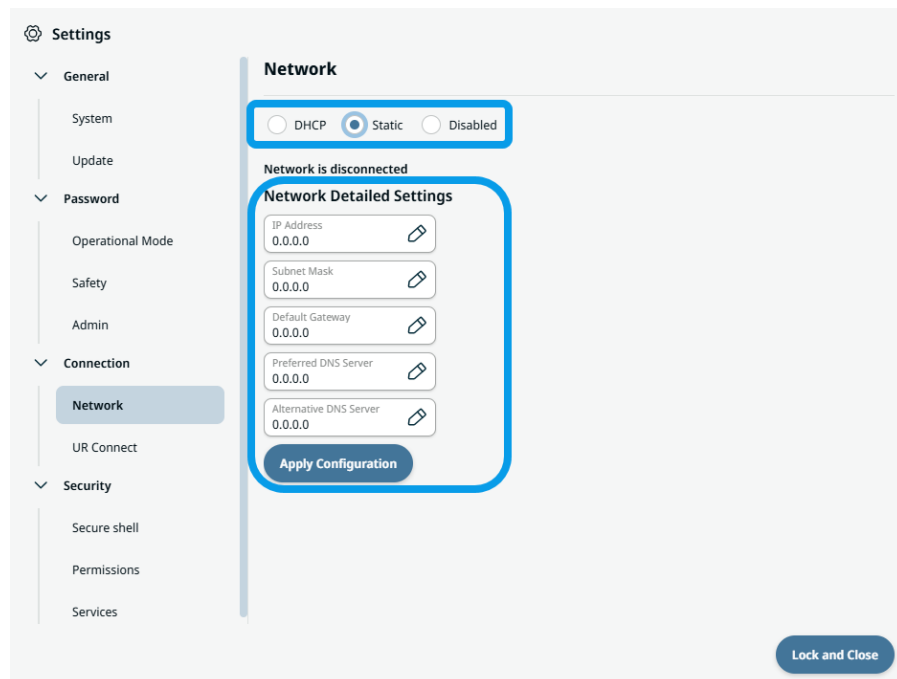 Settings
General
System
Update
Password
Operational Mode
Safety
Admin
Connection
Network
UR Connect
Security
Secure shell
Permissions
Services
Network
DHCP Static Disabled
Network is disconnected
Network Detailed Settings
IP Address
0.0.0.0
Subnet Mask
0.0.0.0
Default Gateway
0.0.0.0
Preferred DNS Server
0.0.0.0
Alternative DNS Server
0.0.0.0
Apply Configuration
Lock and Close